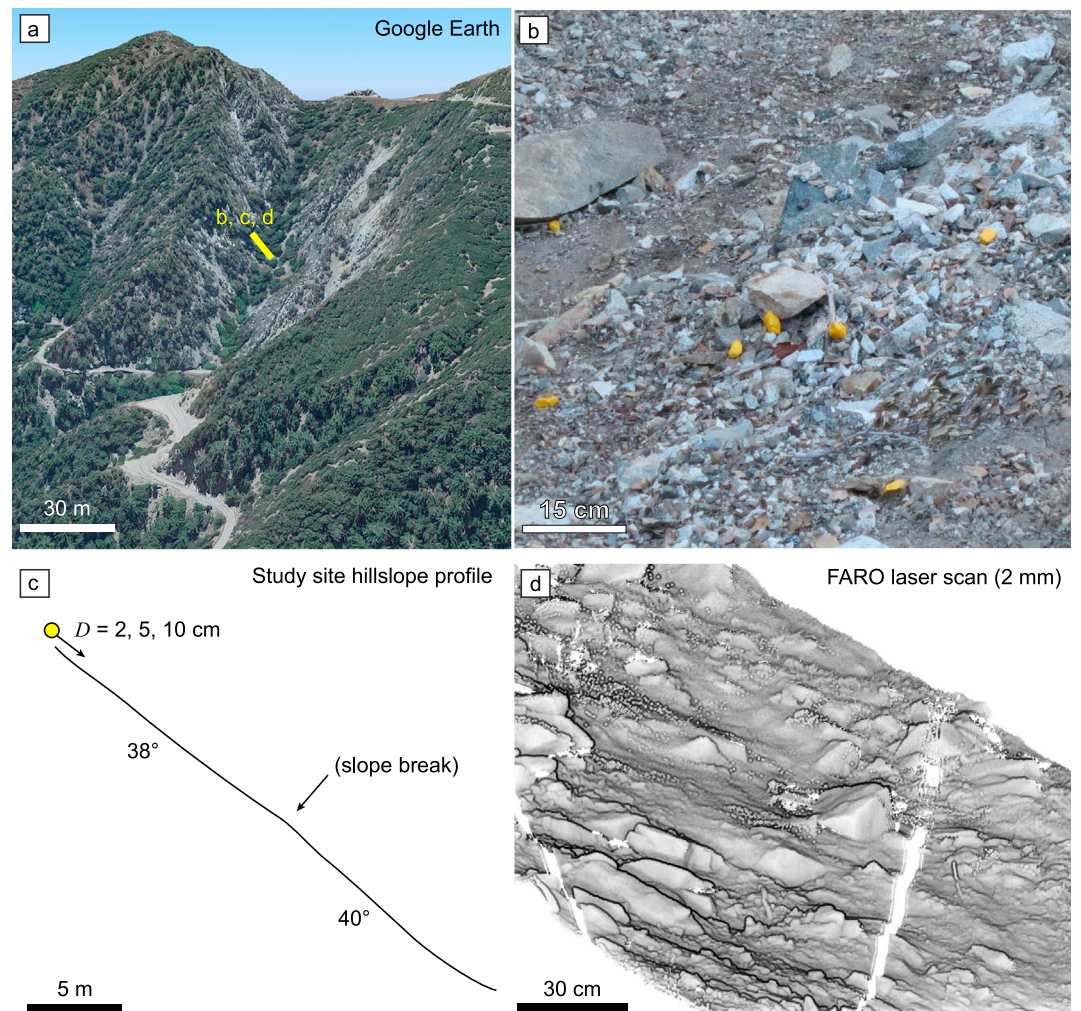 a
Google Earth
b, c, d
30 m
b
15 cm
c
Study site hillslope profile
D = 2, 5, 10 cm
38°
(slope break)
40°
5 m
d
FARO laser scan (2 mm)
30 cm